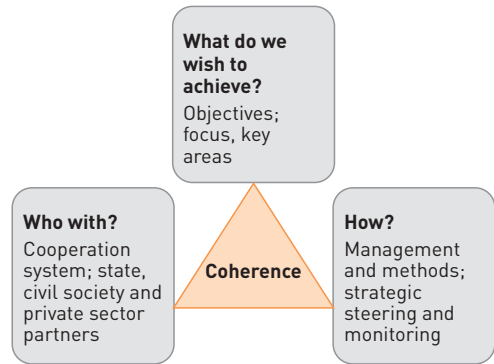 What do we
wish to
achieve?
Objectives;
focus, key
areas
Who with?
Cooperation
system; state,
civil society and
private sector
partners
Coherence
How?
Management
and methods;
strategic
steering and
monitoring